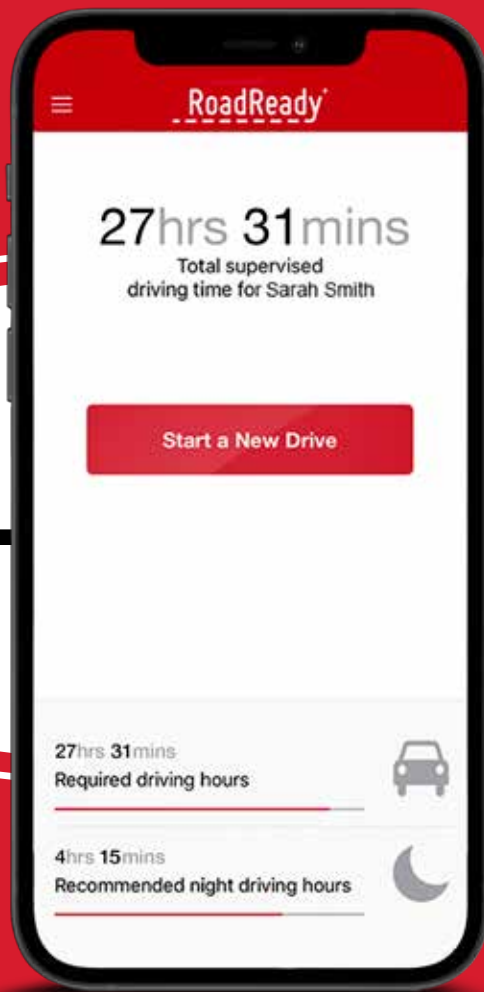 RoadReady
27hrs 31mins
Total supervised
driving time for Sarah Smith
Start a New Drive
27hrs 31mins
Required driving hours
4hrs 15mins
Recommended night driving hours